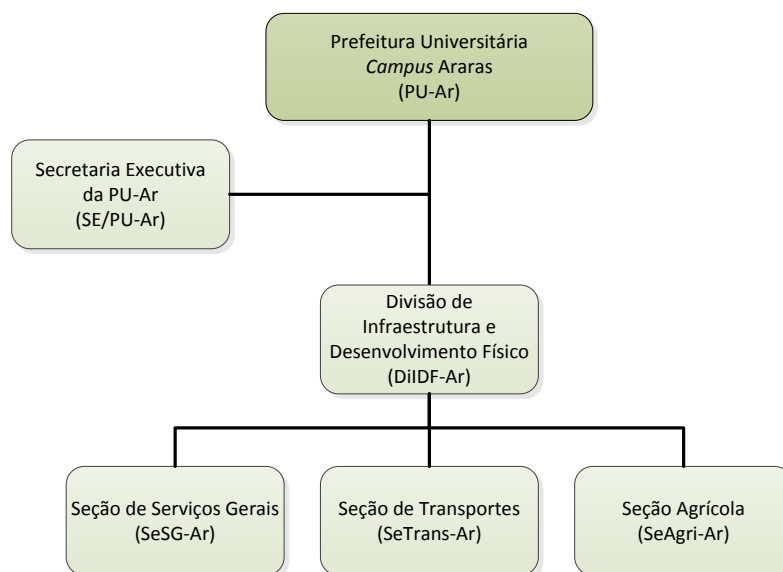 Prefeitura Universitária
Campus Araras
(PU-Ar)
Secretaria Executiva
da PU-Ar
(SE/PU-Ar)
Divisão de
Infraestrutura e
Desenvolvimento Físico
(DiIDF-Ar)
Seção de Serviços Gerais
(SeSG-Ar)
Seção de Transportes
(SeTrans-Ar)
Seção Agrícola
(SeAgri-Ar)